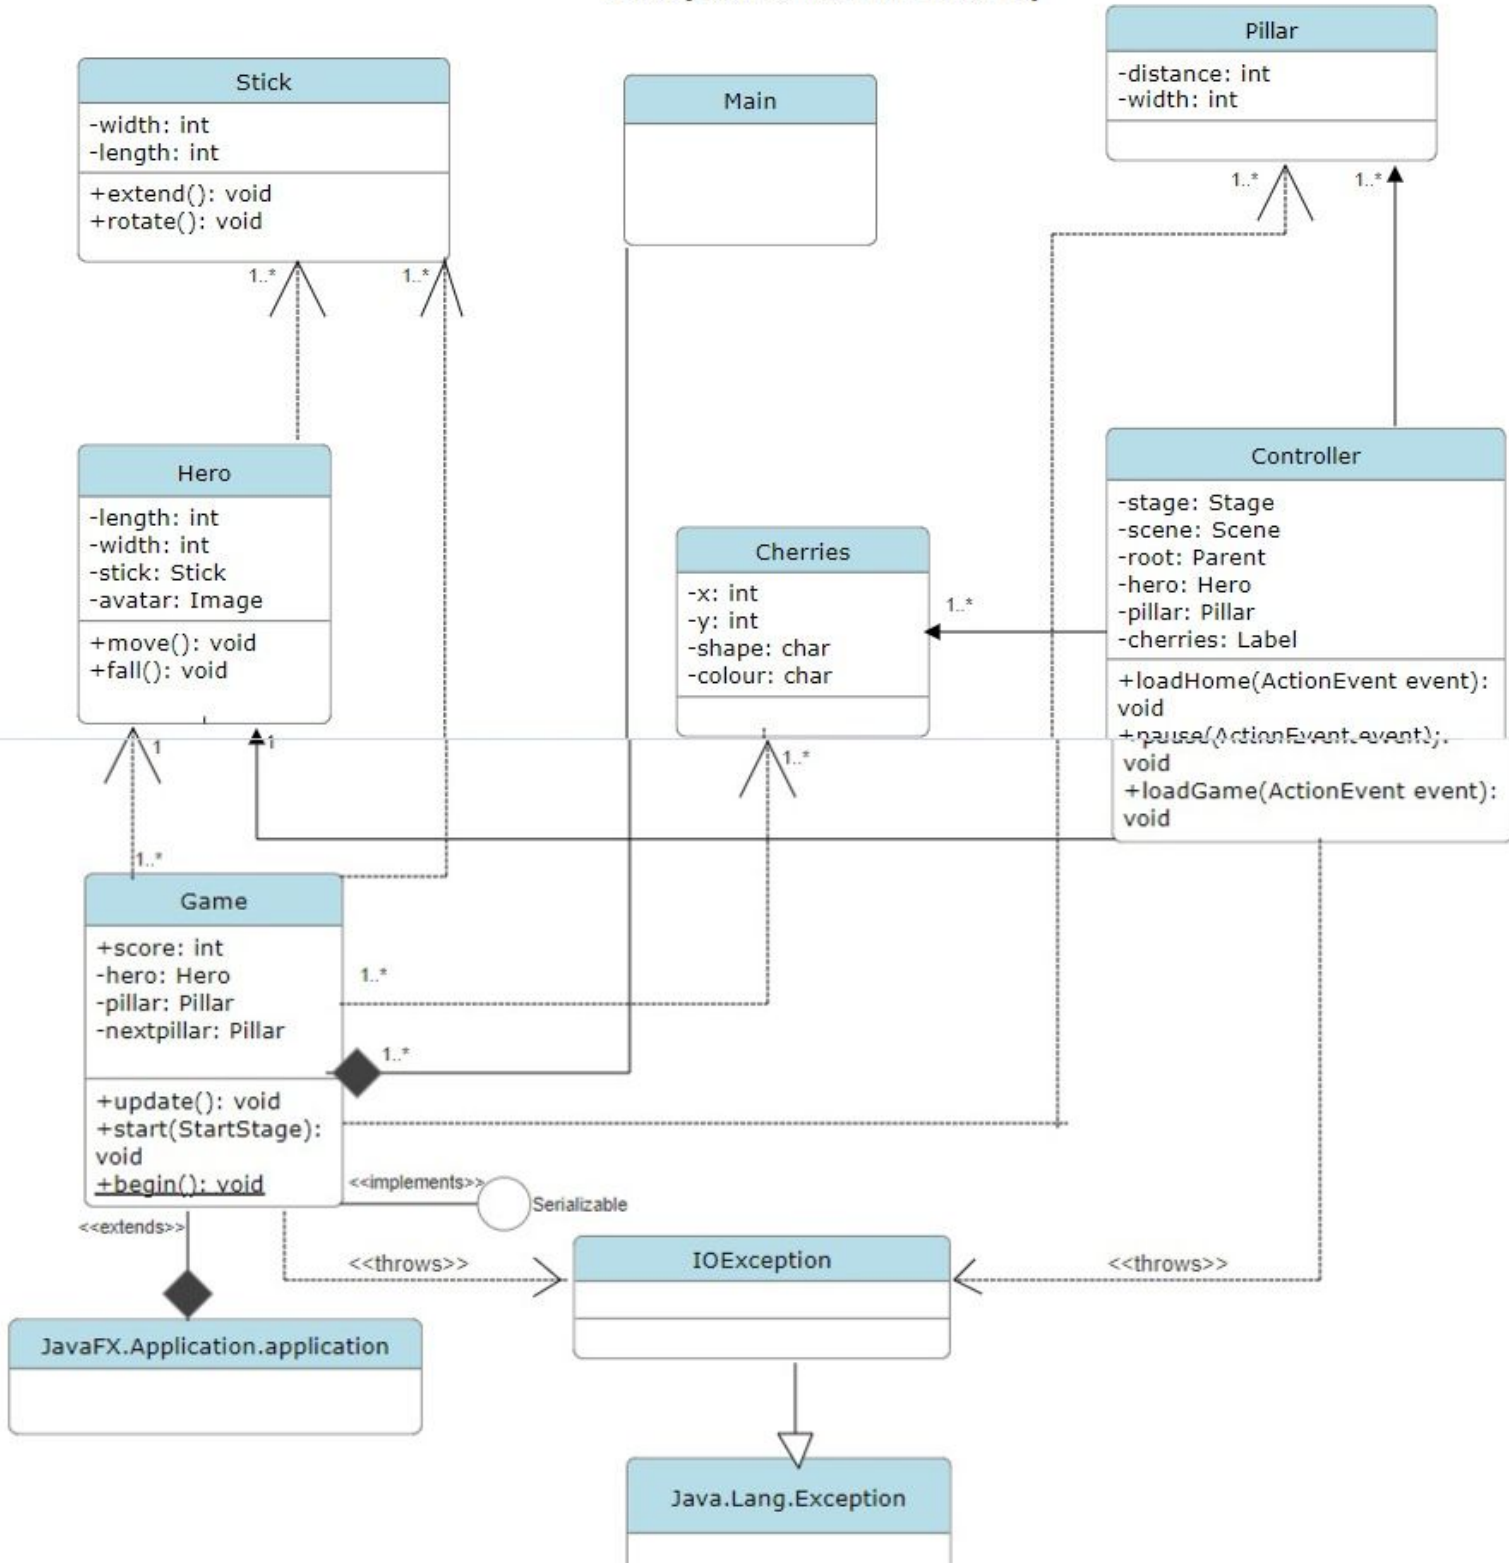 Pillar
-distance: int
-width: int
Stick
-width: int
-length: int
+extend(): void
+rotate(): void
Main
1..*
1..*
1..*
1..*
Hero
-length: int
-width: int
-stick: Stick
-avatar: Image
+move(): void
+fall(): void
Cherries
-x: int
-y: int
-shape: char
-colour: char
1..*
Controller
-stage: Stage
-scene: Scene
-root: Parent
-hero: Hero
-pillar: Pillar
-cherries: Label
+loadHome(ActionEvent event):
void
+pause(ActionEvent event):
void
+loadGame(ActionEvent event):
void
1
1
1..*
1..*
Game
+score: int
-hero: Hero
-pillar: Pillar
-nextpillar: Pillar
1..*
1..*
+update(): void
+start(StartStage):
void
+begin(): void
<<implements>>
Serializable
<<extends>>
<<throws>>
IOException
<<throws>>
JavaFX.Application.application
Java.Lang.Exception